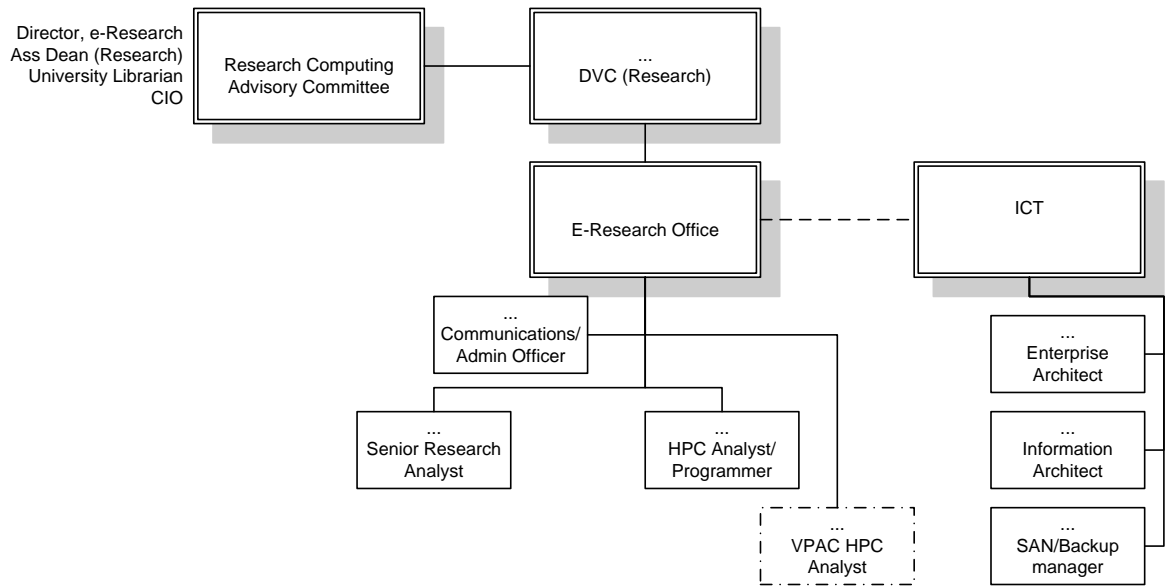 Director, e-Research
Ass Dean (Research)
University Librarian
CIO
Research Computing
Advisory Committee
...
DVC (Research)
E-Research Office
ICT
...
Communications/
Admin Officer
...
Enterprise
Architect
...
Senior Research
Analyst
...
HPC Analyst/
Programmer
...
Information
Architect
...
VPAC HPC
Analyst
...
SAN/Backup
manager